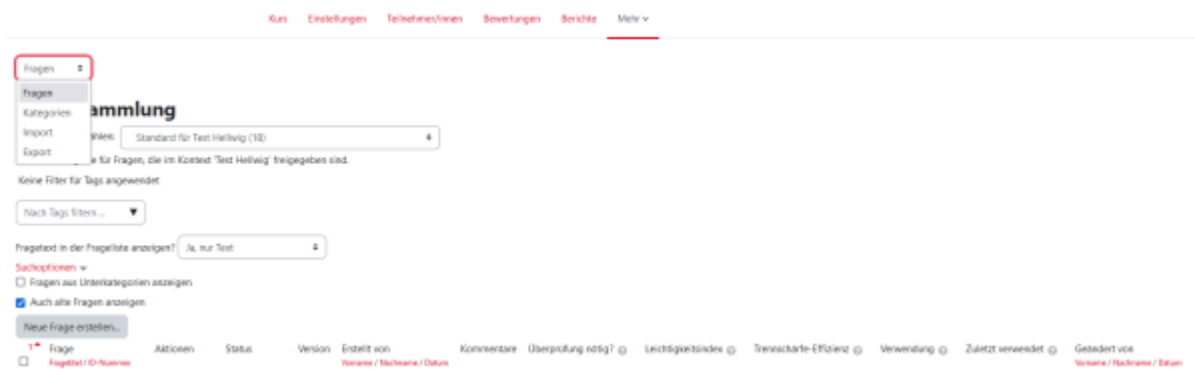 Kurs Einstellungen Teilnehmer/innen Bewertungen Berichte Mehr
Fragen
Fragen
Kategorien
ammlung
Import
hlen: Standard für Test Hellwig (18)
Export
e für Fragen, die im Kontext 'Test Hellwig' freigegeben sind.
Keine Filter für Tags angewendet
Nach Tags filtern ...
Fragetext in der Frageliste anzeigen? Ja, nur Text
Suchoptionen
Fragen aus Unterkategorien anzeigen
Auch alte Fragen anzeigen
Neue Frage erstellen...
T Frage Aktionen Status Version Erstellt von Kommentare Überprüfung nötig? Leichtigkeitsindex Trennschärfe-Effizienz Verwendung Zuletzt verwendet Geändert von
Fragetitel / ID-Nummer Vorname / Nachname / Datum Vorname / Nachname / Datum